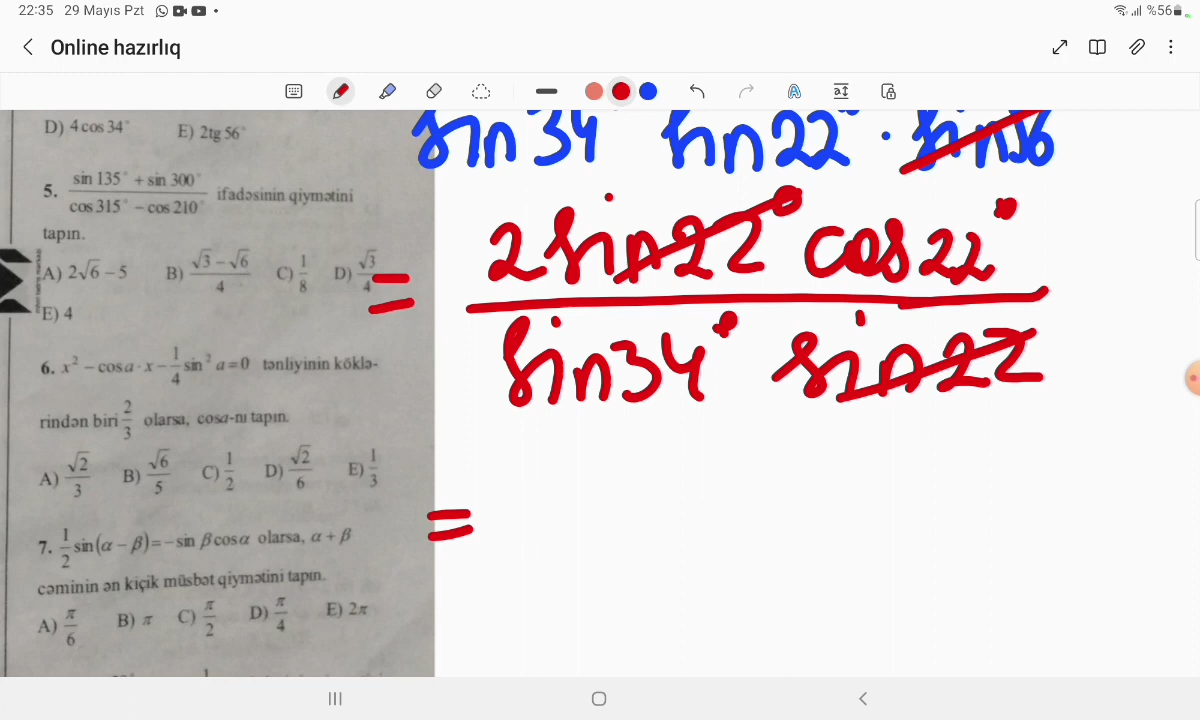 22:35 29 Mayıs Pzt • %56
Online hazırlıq
D) 4 cos 34° E) 2tg 56°
5. sin 135° + sin 300° / cos 315° − cos 210° ifadəsinin qiymətini
tapın.
A) 2√6 − 5 B) √3 − √6 / 4 C) 1/8 D) √3/4
E) 4
6. x² − cosa · x − 1/4 sin² a = 0 tənliyinin köklə-
rindən biri 2/3 olarsa, cosa-nı tapın.
A) √2/3 B) √6/5 C) 1/2 D) √2/6 E) 1/3
7. 1/2 sin(α − β) = − sin β cos α olarsa, α + β
cəminin ən kiçik müsbət qiymətini tapın.
A) π/6 B) π C) π/2 D) π/4 E) 2π
sin 34° sin 22° · sin 56
= 2 sin 22° cos 22°
sin 34° sin 22
=